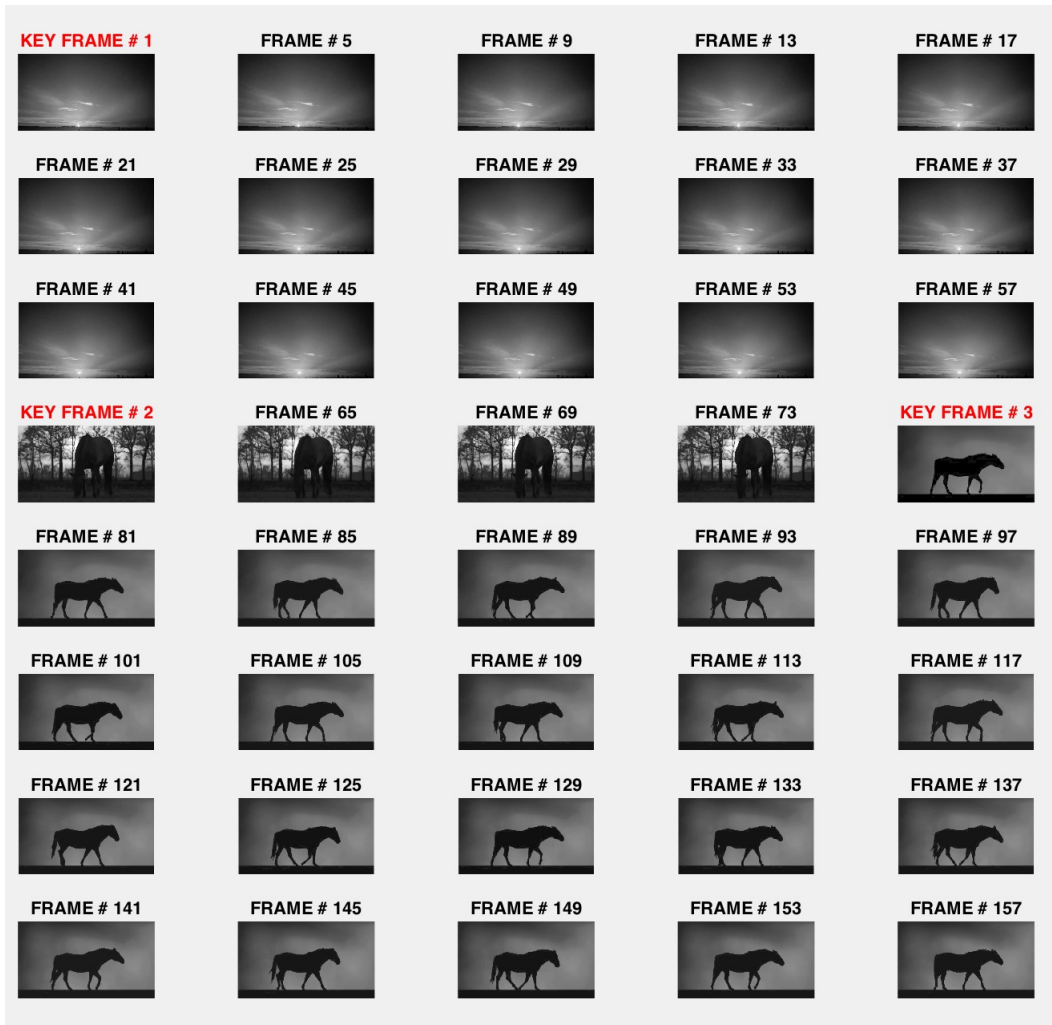 KEY FRAME # 1 FRAME # 5 FRAME # 9 FRAME # 13 FRAME # 17
FRAME # 21 FRAME # 25 FRAME # 29 FRAME # 33 FRAME # 37
FRAME # 41 FRAME # 45 FRAME # 49 FRAME # 53 FRAME # 57
KEY FRAME # 2 FRAME # 65 FRAME # 69 FRAME # 73 KEY FRAME # 3
FRAME # 81 FRAME # 85 FRAME # 89 FRAME # 93 FRAME # 97
FRAME # 101 FRAME # 105 FRAME # 109 FRAME # 113 FRAME # 117
FRAME # 121 FRAME # 125 FRAME # 129 FRAME # 133 FRAME # 137
FRAME # 141 FRAME # 145 FRAME # 149 FRAME # 153 FRAME # 157